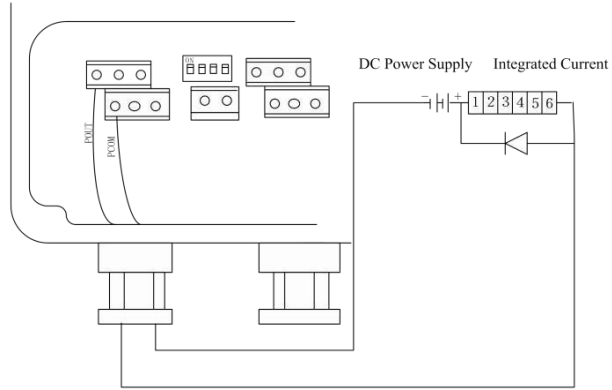 ON
DC Power Supply Integrated Current
- + 1 2 3 4 5 6
POUT
PCOM